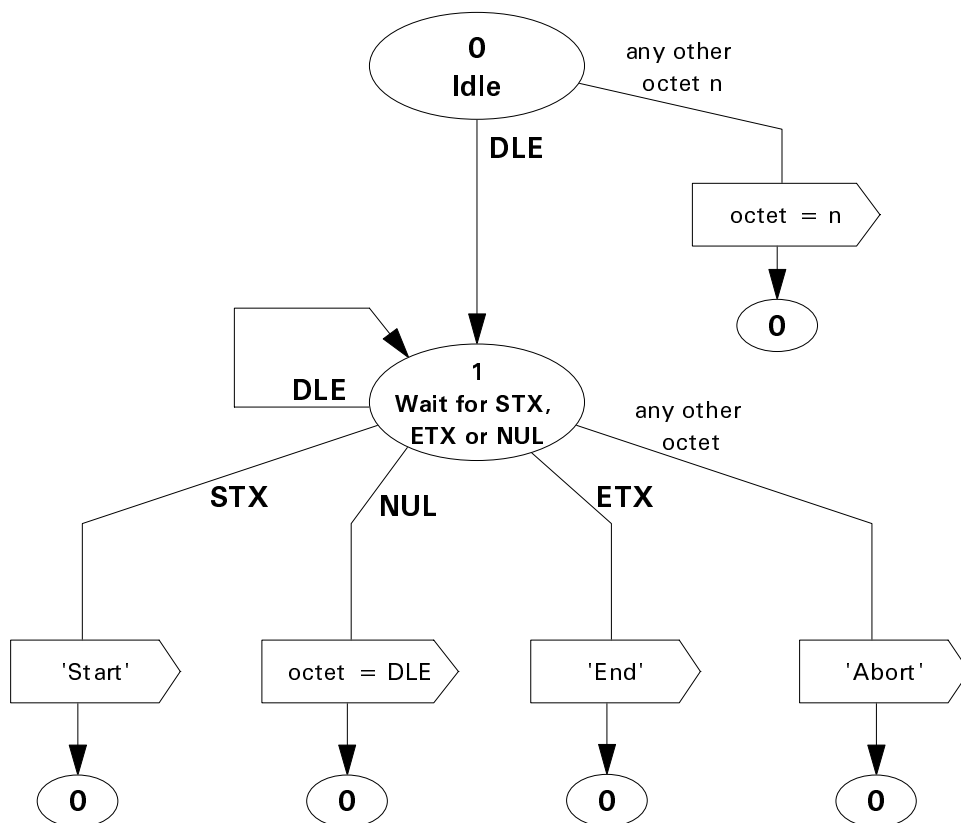 0
Idle
any other
octet n
DLE
octet = n
0
DLE
1
Wait for STX,
ETX or NUL
any other
octet
STX
NUL
ETX
'Start'
octet = DLE
'End'
'Abort'
0
0
0
0